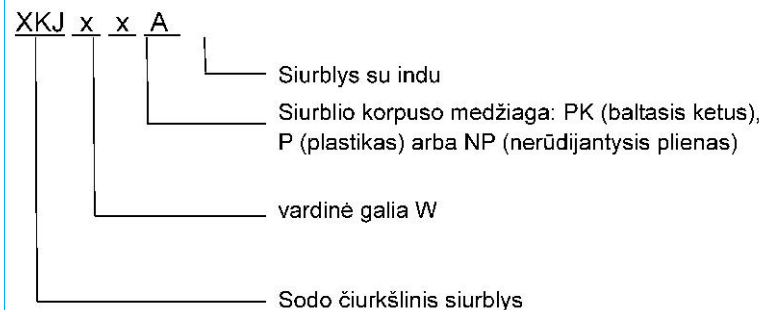 XKJ x x A
Siurblys su indu
Siurblio korpuso medžiaga: PK (baltasis ketus),
P (plastikas) arba NP (nerūdijantysis plienas)
vardinė galia W
Sodo čiurkšlinis siurblys